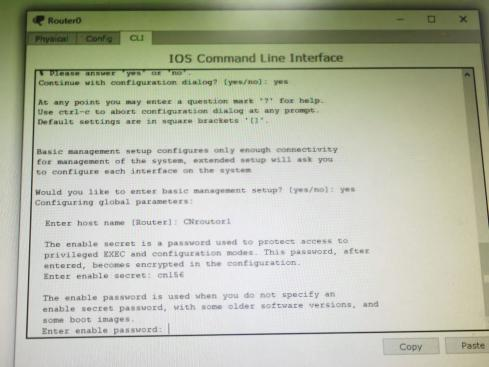 Router0
Physical Config CLI
IOS Command Line Interface
% Please answer 'yes' or 'no'.
Continue with configuration dialog? [yes/no]: yes
At any point you may enter a question mark '?' for help.
Use ctrl-c to abort configuration dialog at any prompt.
Default settings are in square brackets '[]'.
Basic management setup configures only enough connectivity
for management of the system, extended setup will ask you
to configure each interface on the system
Would you like to enter basic management setup? [yes/no]: yes
Configuring global parameters:
Enter host name [Router]: CNroutor1
The enable secret is a password used to protect access to
privileged EXEC and configuration modes. This password, after
entered, becomes encrypted in the configuration.
Enter enable secret: cn156
The enable password is used when you do not specify an
enable secret password, with some older software versions, and
some boot images.
Enter enable password:
Copy Paste